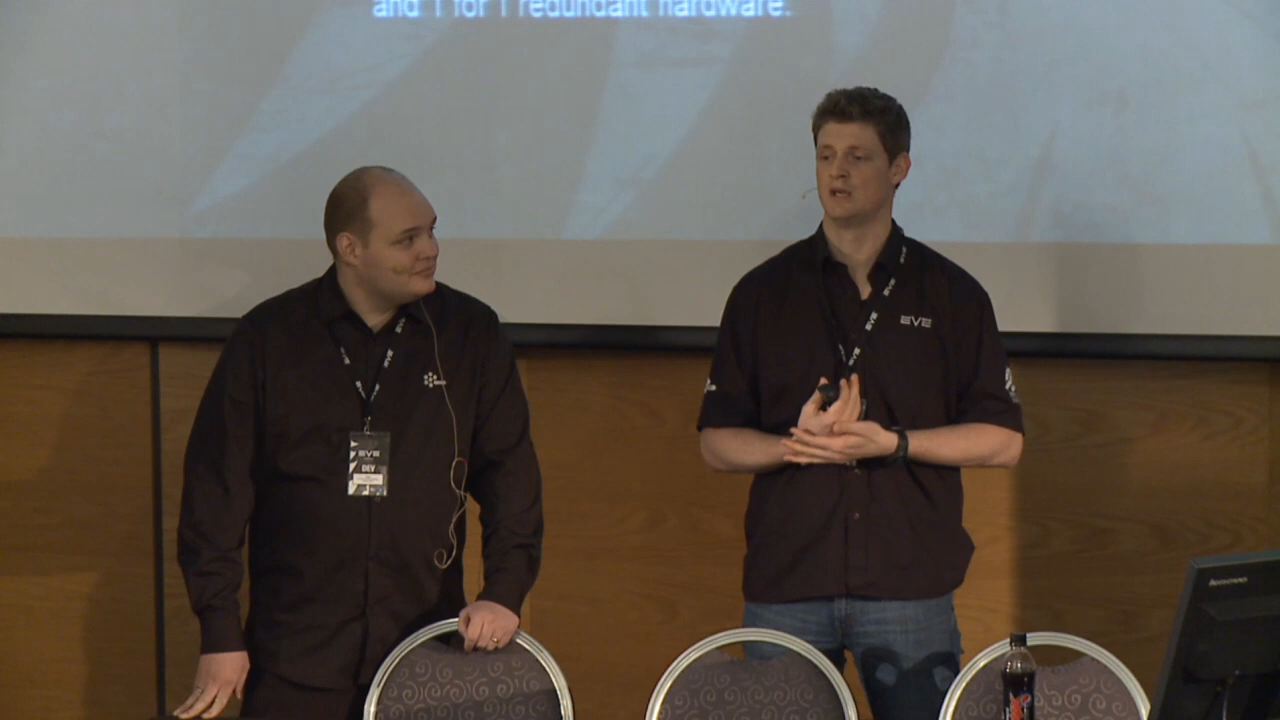 and 1 for 1 redundant hardware.
EVE
EVE
DEV
lenovo